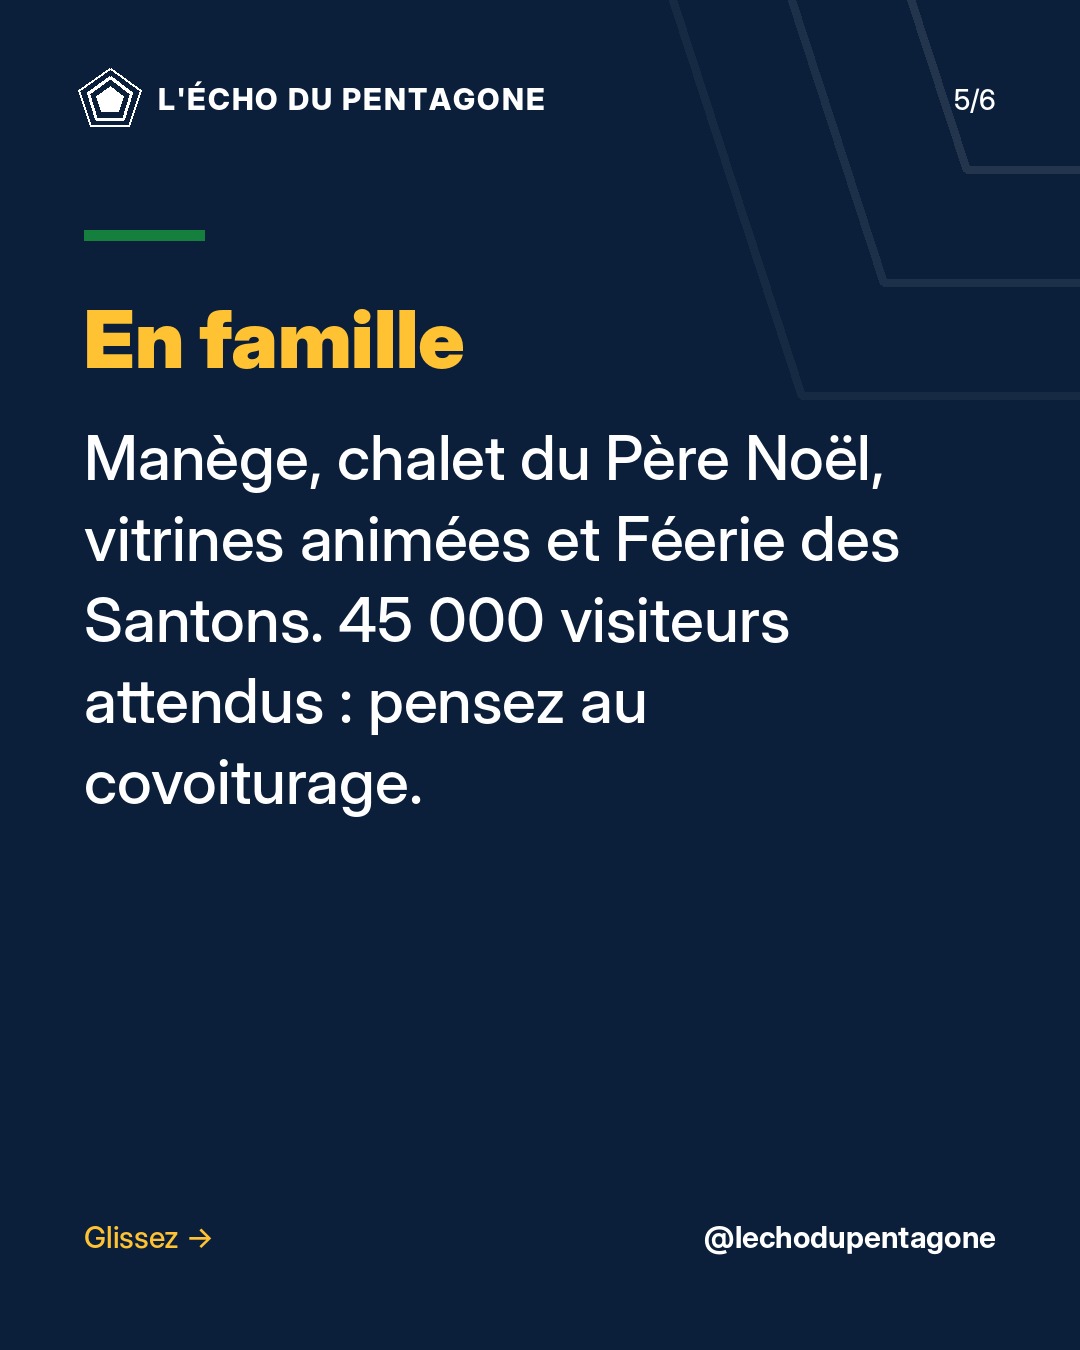 L'ÉCHO DU PENTAGONE
5/6
En famille
Manège, chalet du Père Noël,
vitrines animées et Féerie des
Santons. 45 000 visiteurs
attendus : pensez au
covoiturage.
Glissez →
@lechodupentagone